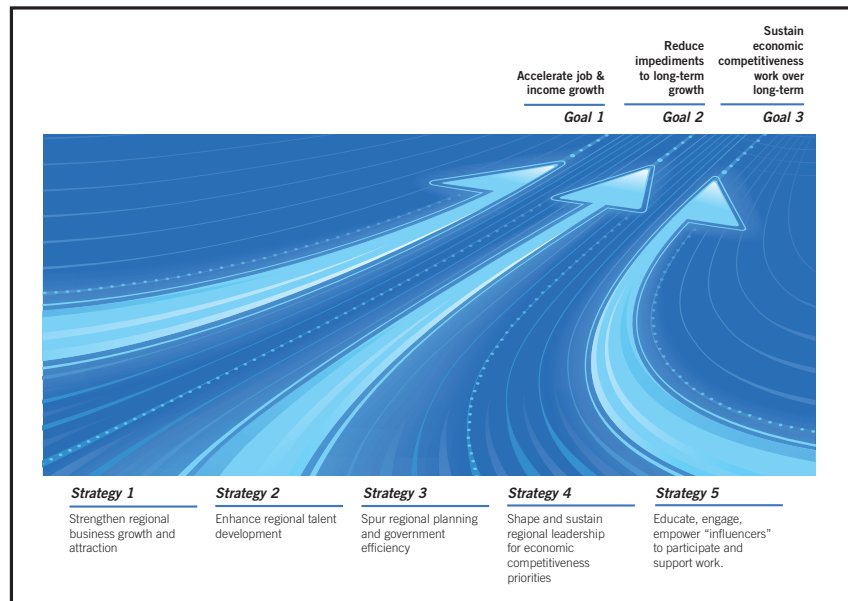 Accelerate job &
income growth
Goal 1
Reduce
impediments
to long-term
growth
Goal 2
Sustain
economic
competitiveness
work over
long-term
Goal 3
Strategy 1
Strengthen regional
business growth and
attraction
Strategy 2
Enhance regional talent
development
Strategy 3
Spur regional planning
and government
efficiency
Strategy 4
Shape and sustain
regional leadership
for economic
competitiveness
priorities
Strategy 5
Educate, engage,
empower “influencers”
to participate and
support work.